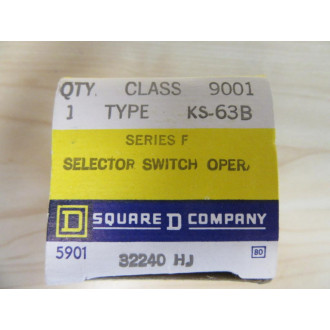 QTY. CLASS 9001
1 TYPE KS-63B
SERIES F
SELECTOR SWITCH OPER.
D SQUARE D COMPANY
5901 32240 HJ 80